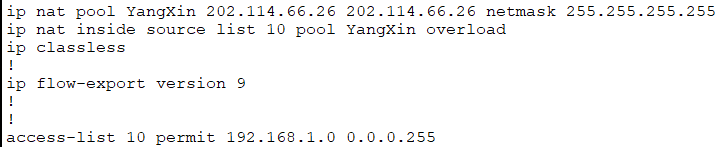 ip nat pool YangXin 202.114.66.26 202.114.66.26 netmask 255.255.255.255
ip nat inside source list 10 pool YangXin overload
ip classless
!
ip flow-export version 9
!
!
access-list 10 permit 192.168.1.0 0.0.0.255